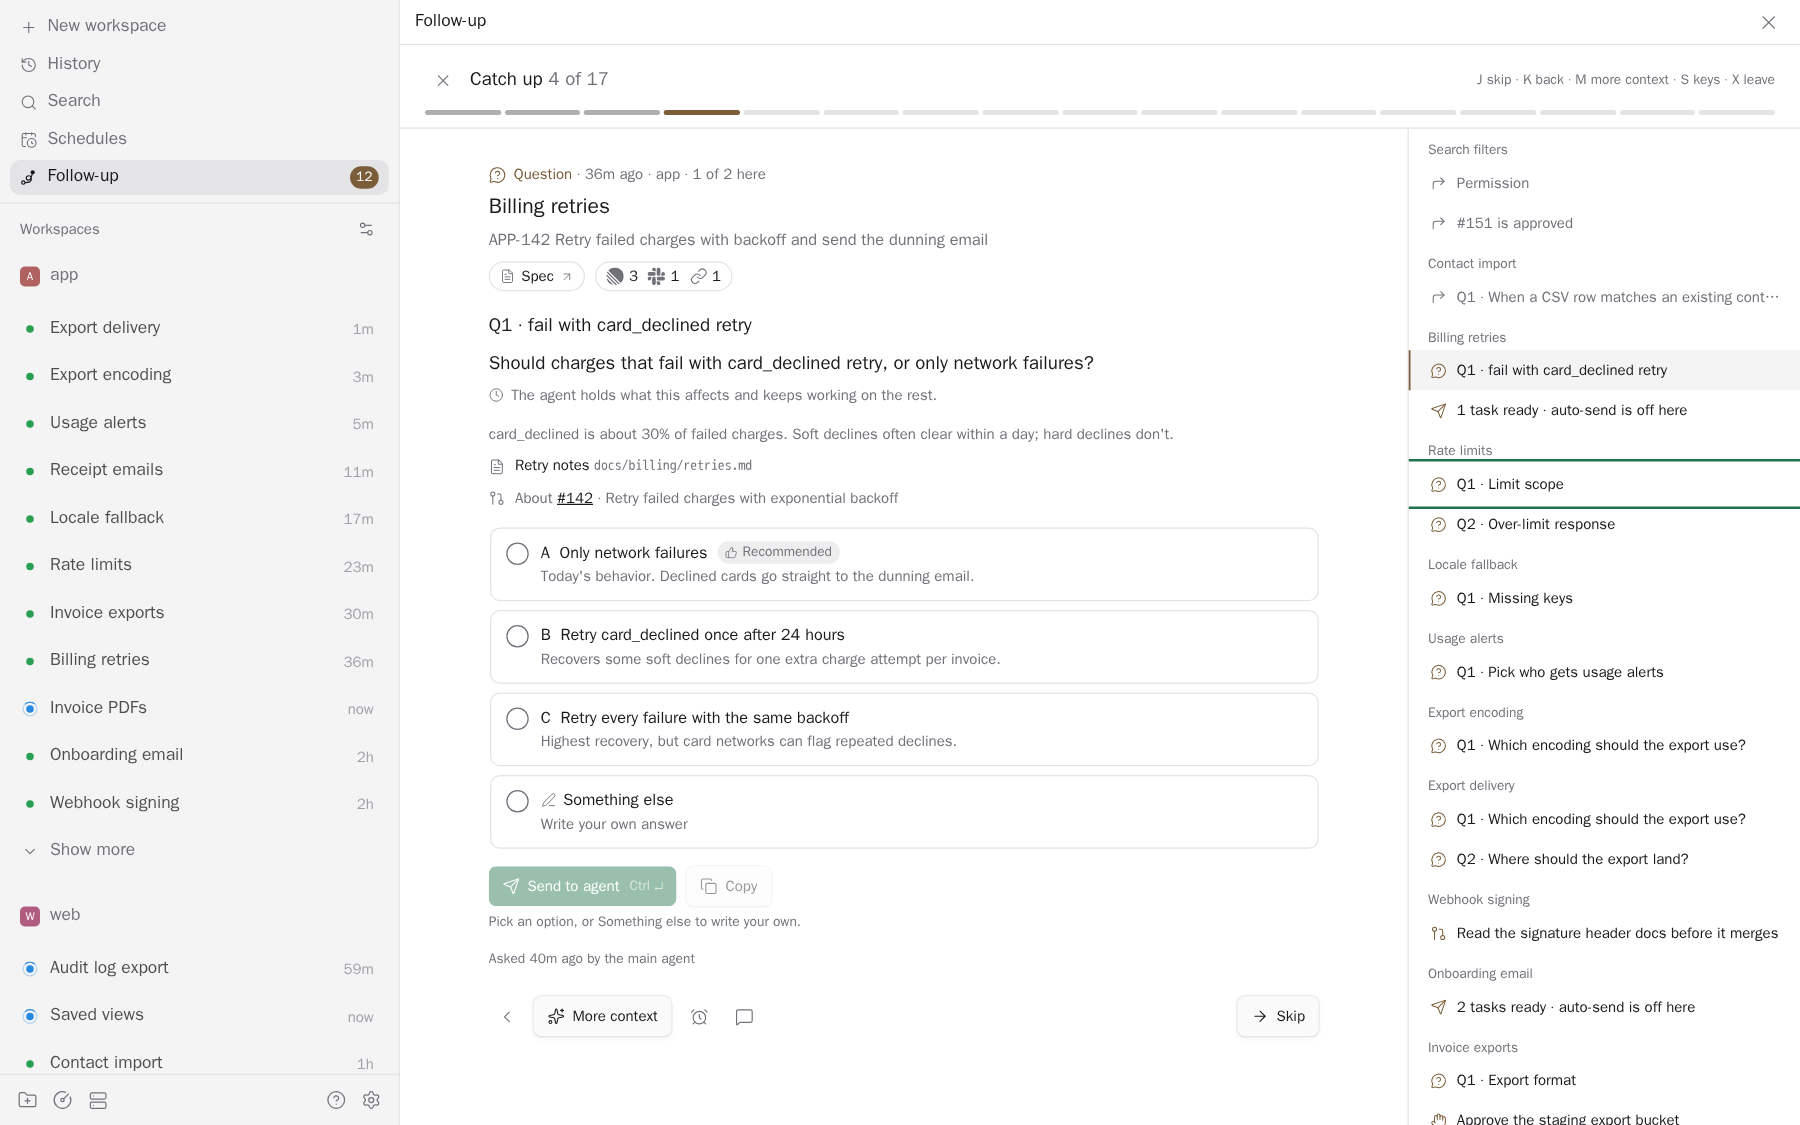 New workspace
History
Search
Schedules
Follow-up 12
Workspaces
A app
Export delivery 1m
Export encoding 3m
Usage alerts 5m
Receipt emails 11m
Locale fallback 17m
Rate limits 23m
Invoice exports 30m
Billing retries 36m
Invoice PDFs now
Onboarding email 2h
Webhook signing 2h
Show more
W web
Audit log export 59m
Saved views now
Contact import 1h
Follow-up
Catch up 4 of 17
J skip · K back · M more context · S keys · X leave
Question · 36m ago · app · 1 of 2 here
Billing retries
APP-142 Retry failed charges with backoff and send the dunning email
Spec 3 1 1
Q1 · fail with card_declined retry
Should charges that fail with card_declined retry, or only network failures?
The agent holds what this affects and keeps working on the rest.
card_declined is about 30% of failed charges. Soft declines often clear within a day; hard declines don't.
Retry notes docs/billing/retries.md
About #142 · Retry failed charges with exponential backoff
A Only network failures Recommended
Today's behavior. Declined cards go straight to the dunning email.
B Retry card_declined once after 24 hours
Recovers some soft declines for one extra charge attempt per invoice.
C Retry every failure with the same backoff
Highest recovery, but card networks can flag repeated declines.
Something else
Write your own answer
Send to agent Ctrl ↵ Copy
Pick an option, or Something else to write your own.
Asked 40m ago by the main agent
More context Skip
Search filters
Permission
#151 is approved
Contact import
Q1 · When a CSV row matches an existing cont…
Billing retries
Q1 · fail with card_declined retry
1 task ready · auto-send is off here
Rate limits
Q1 · Limit scope
Q2 · Over-limit response
Locale fallback
Q1 · Missing keys
Usage alerts
Q1 · Pick who gets usage alerts
Export encoding
Q1 · Which encoding should the export use?
Export delivery
Q1 · Which encoding should the export use?
Q2 · Where should the export land?
Webhook signing
Read the signature header docs before it merges
Onboarding email
2 tasks ready · auto-send is off here
Invoice exports
Q1 · Export format
Approve the staging export bucket